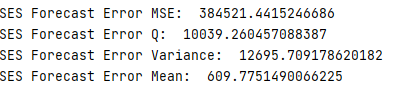 SES Forecast Error MSE:  384521.4415246686
SES Forecast Error Q:  10039.260457088387
SES Forecast Error Variance:  12695.709178620182
SES Forecast Error Mean:  609.7751490066225